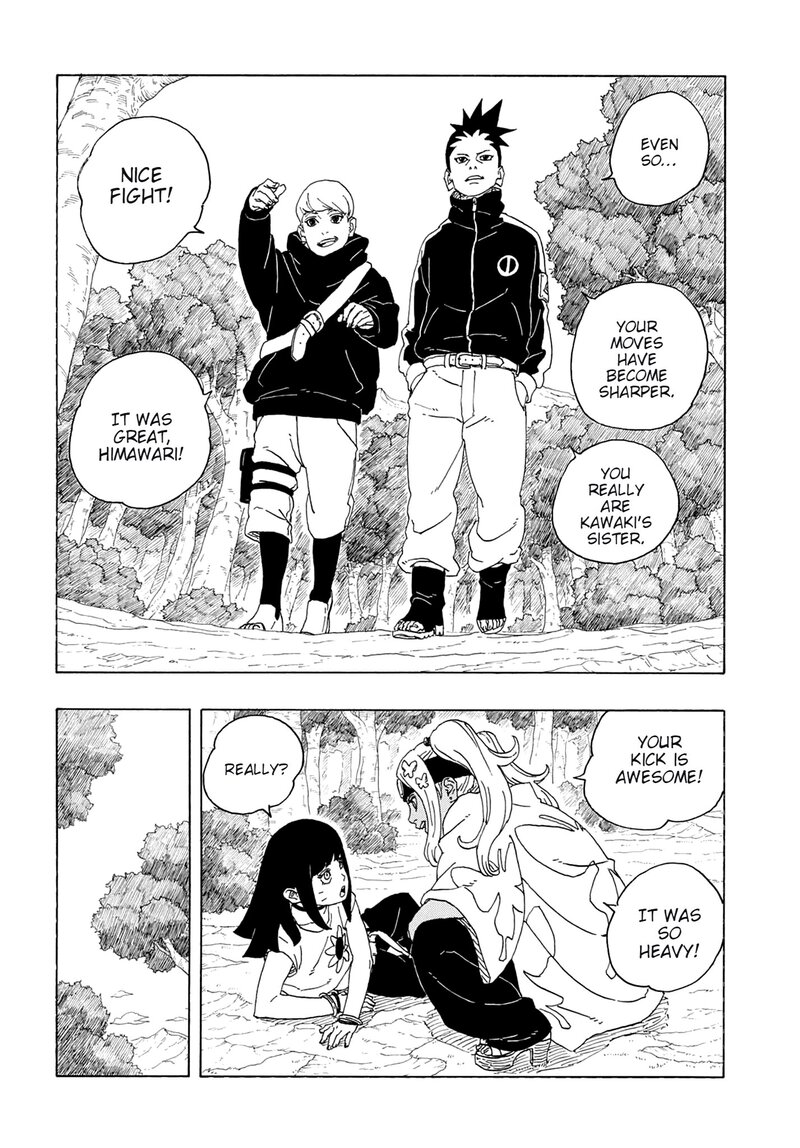 EVEN
SO...
YOUR
MOVES
HAVE
BECOME
SHARPER.
YOU
REALLY
ARE
KAWAKI'S
SISTER.
NICE
FIGHT!
IT WAS
GREAT,
HIMAWARI!
YOUR
KICK IS
AWESOME!
IT WAS
SO
HEAVY!
REALLY?